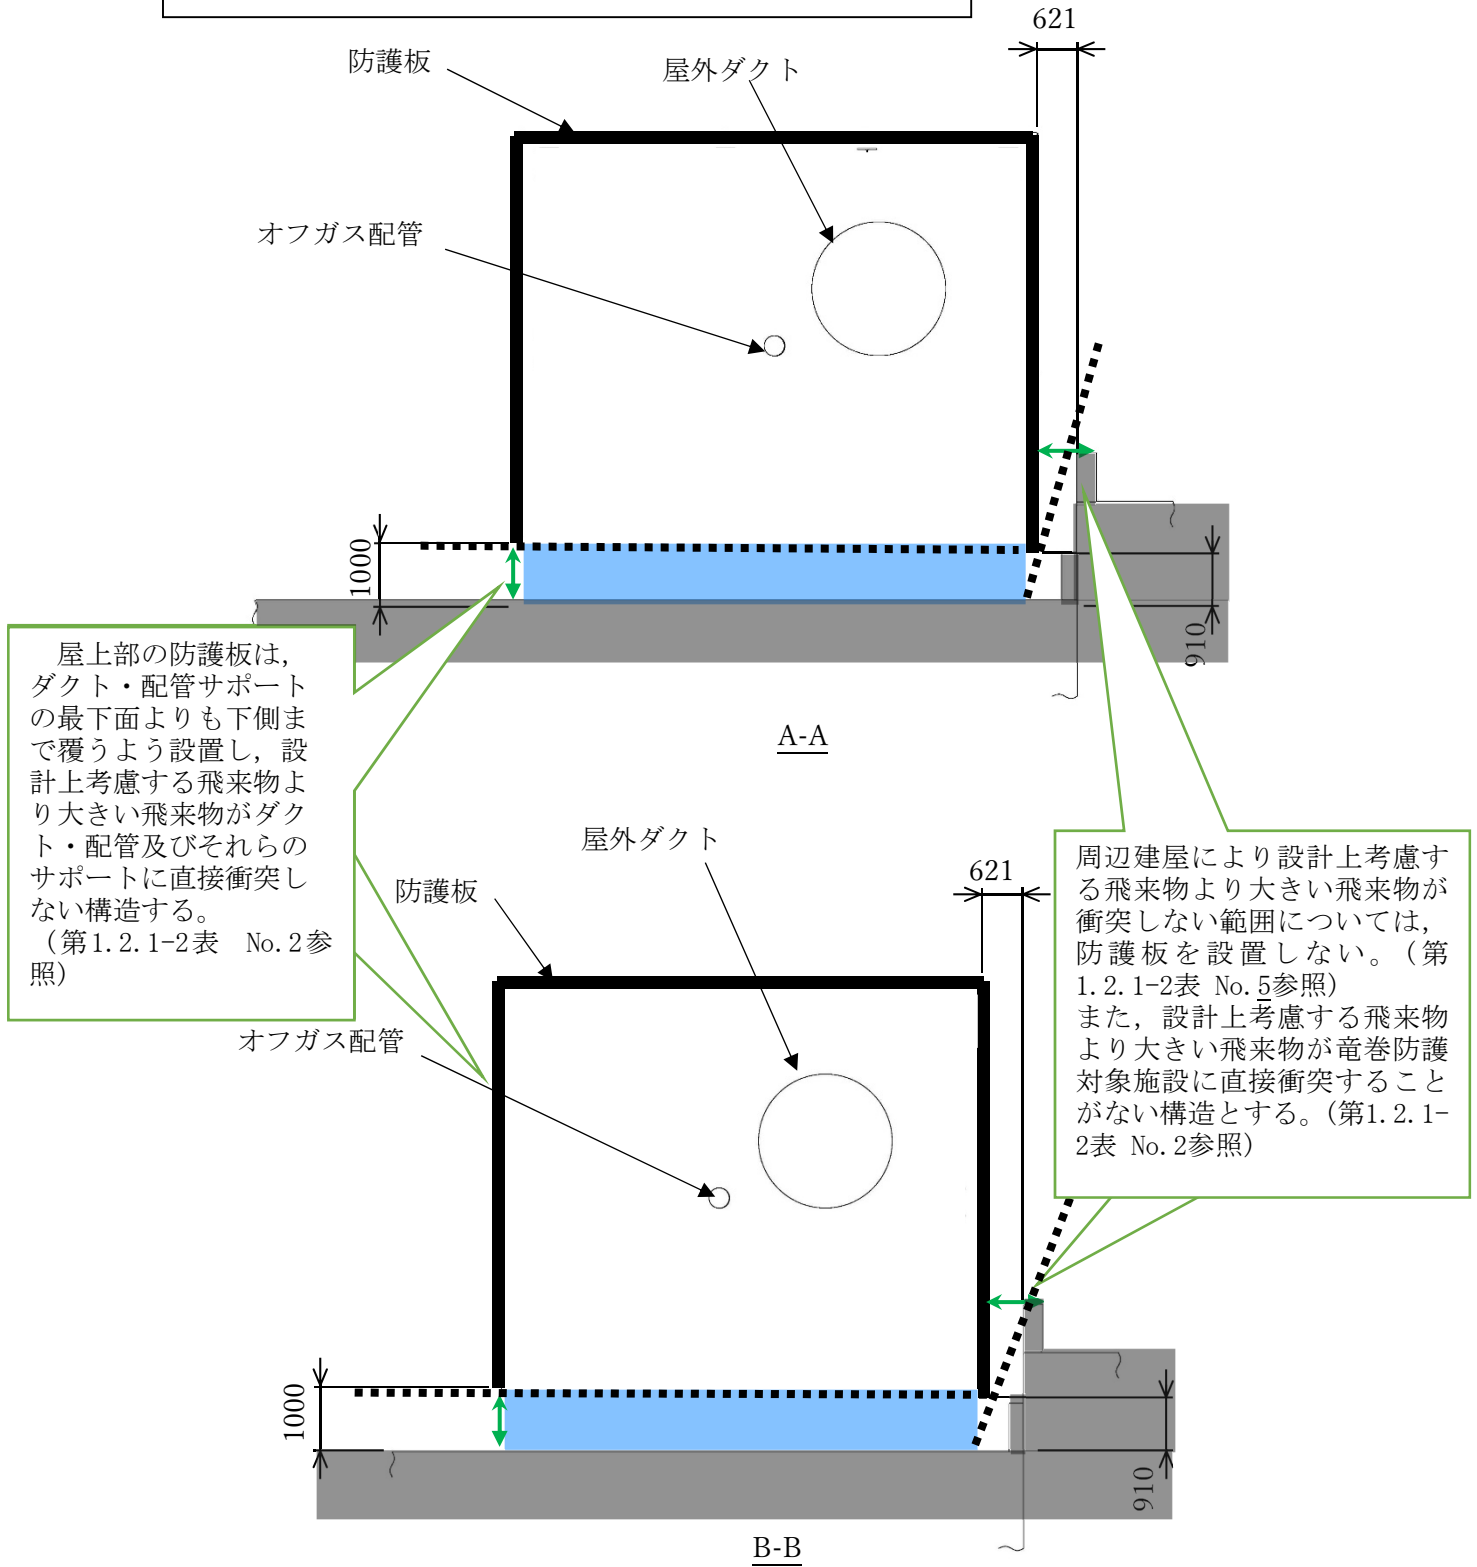 621
防護板
屋外ダクト
オフガス配管
1000
910
屋上部の防護板は,
ダクト・配管サポート
の最下面よりも下側ま
で覆うよう設置し, 設
計上考慮する飛来物よ
り大きい飛来物がダク
ト・配管及びそれらの
サポートに直接衝突し
ない構造する。
（第1.2.1-2表 No.2参
照）
A-A
屋外ダクト
防護板
621
周辺建屋により設計上考慮す
る飛来物より大きい飛来物が
衝突しない範囲については,
防護板を設置しない。（第
1.2.1-2表 No.5参照）
また, 設計上考慮する飛来物
より大きい飛来物が竜巻防護
対象施設に直接衝突すること
がない構造とする。（第1.2.1-
2表 No.2参照）
オフガス配管
1000
910
B-B